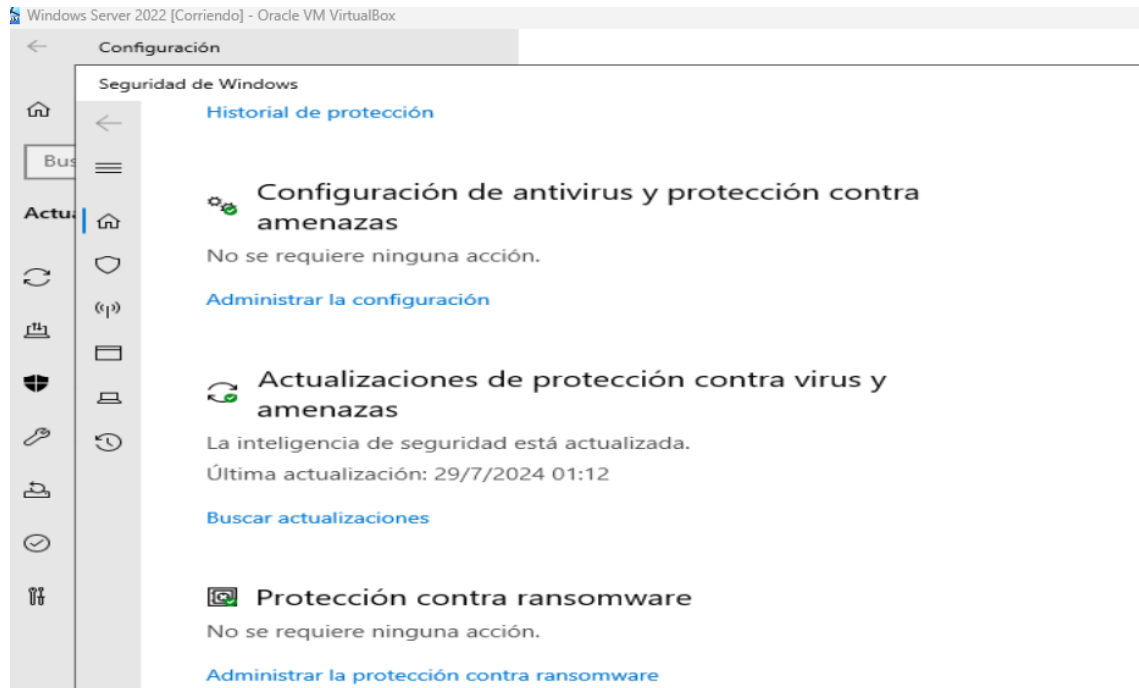 Windows Server 2022 [Corriendo] - Oracle VM VirtualBox
Configuración
Seguridad de Windows
Historial de protección
Bus
Configuración de antivirus y protección contra
amenazas
Actua
No se requiere ninguna acción.
Administrar la configuración
Actualizaciones de protección contra virus y
amenazas
La inteligencia de seguridad está actualizada.
Última actualización: 29/7/2024 01:12
Buscar actualizaciones
Protección contra ransomware
No se requiere ninguna acción.
Administrar la protección contra ransomware